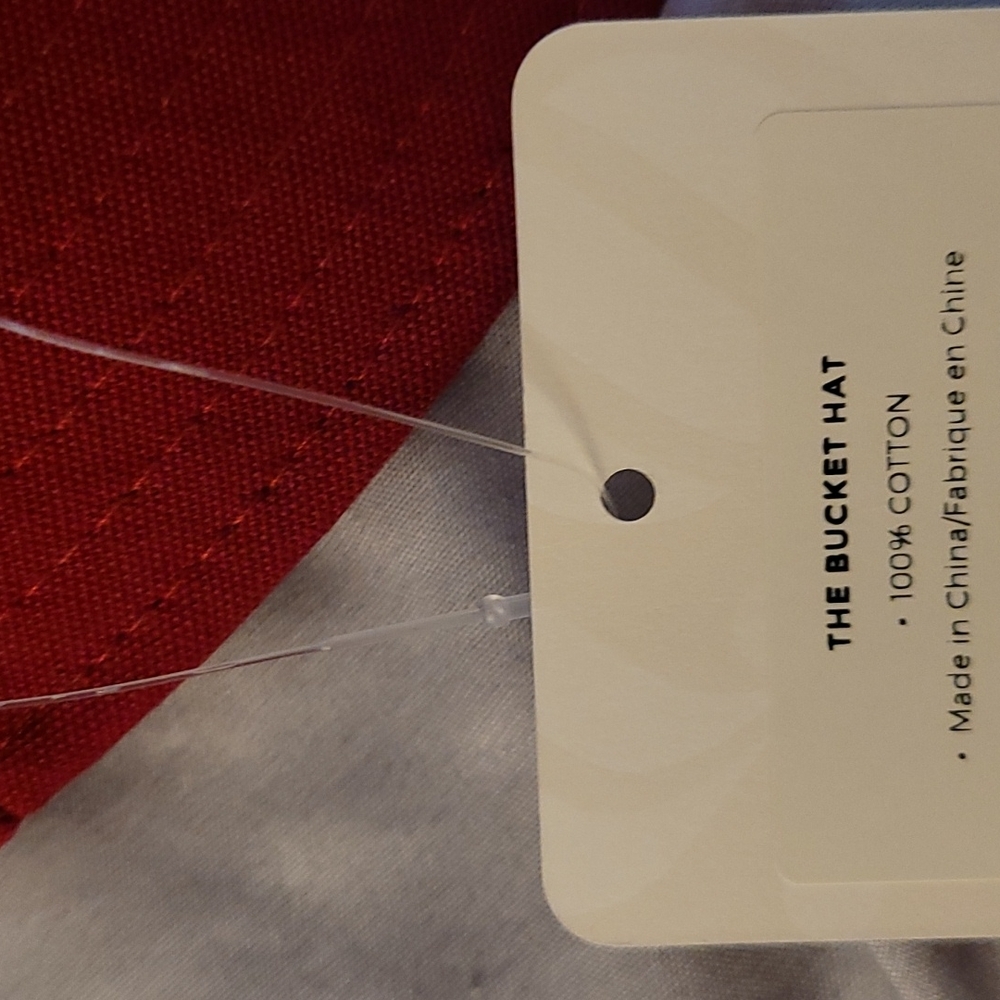 THE BUCKET HAT
• 100% COTTON
• Made in China/Fabrique en Chine